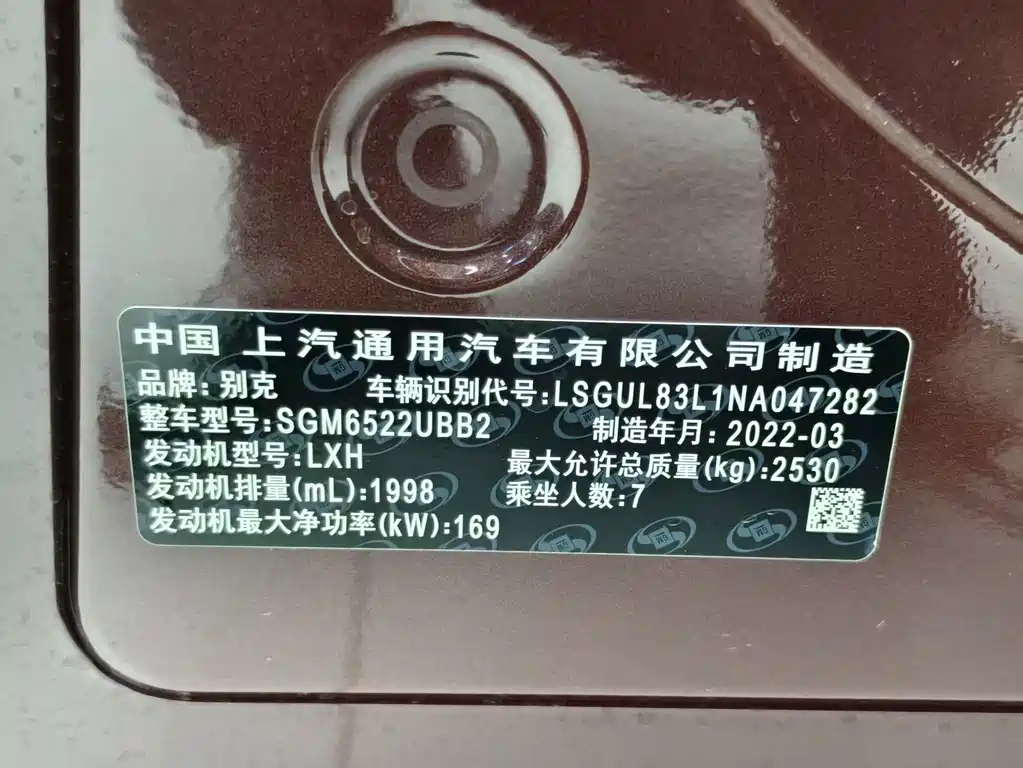 中国 上汽通用汽车有限公司制造
品牌: 别克 车辆识别代号:LSGUL83L1NA047282
整车型号:SGM6522UBB2 制造年月: 2022-03
发动机型号:LXH 最大允许总质量(kg):2530
发动机排量(mL):1998 乘坐人数:7
发动机最大净功率(kW):169